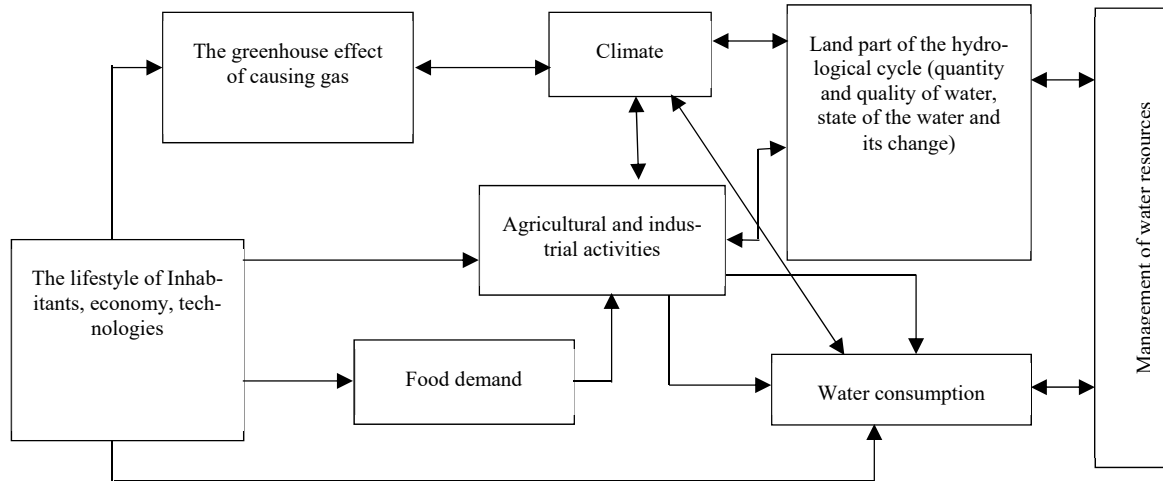 The greenhouse effect
of causing gas
Climate
Land part of the hydro-
logical cycle (quantity
and quality of water,
state of the water and
its change)
Management of water resources
Agricultural and indus-
trial activities
The lifestyle of Inhab-
itants, economy, tech-
nologies
Food demand
Water consumption